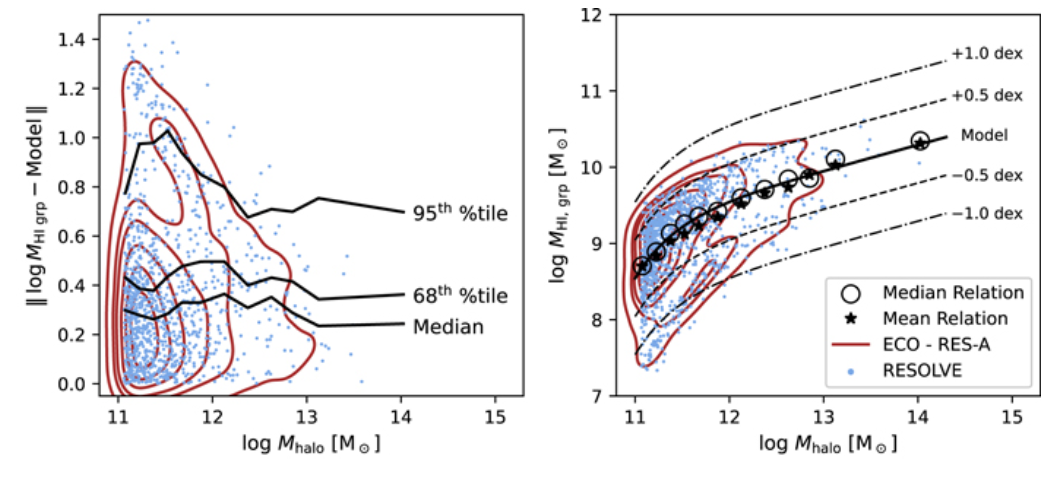 1.4
1.2
1.0
0.8
0.6
0.4
0.2
0.0
‖ log M_HI grp − Model ‖
95th %tile
68th %tile
Median
11 12 13 14 15
log M_halo [M_⊙]
12
11
10
9
8
7
log M_HI, grp [M_⊙]
+1.0 dex
+0.5 dex
Model
−0.5 dex
−1.0 dex
Median Relation
Mean Relation
ECO - RES-A
RESOLVE
11 12 13 14 15
log M_halo [M_⊙]